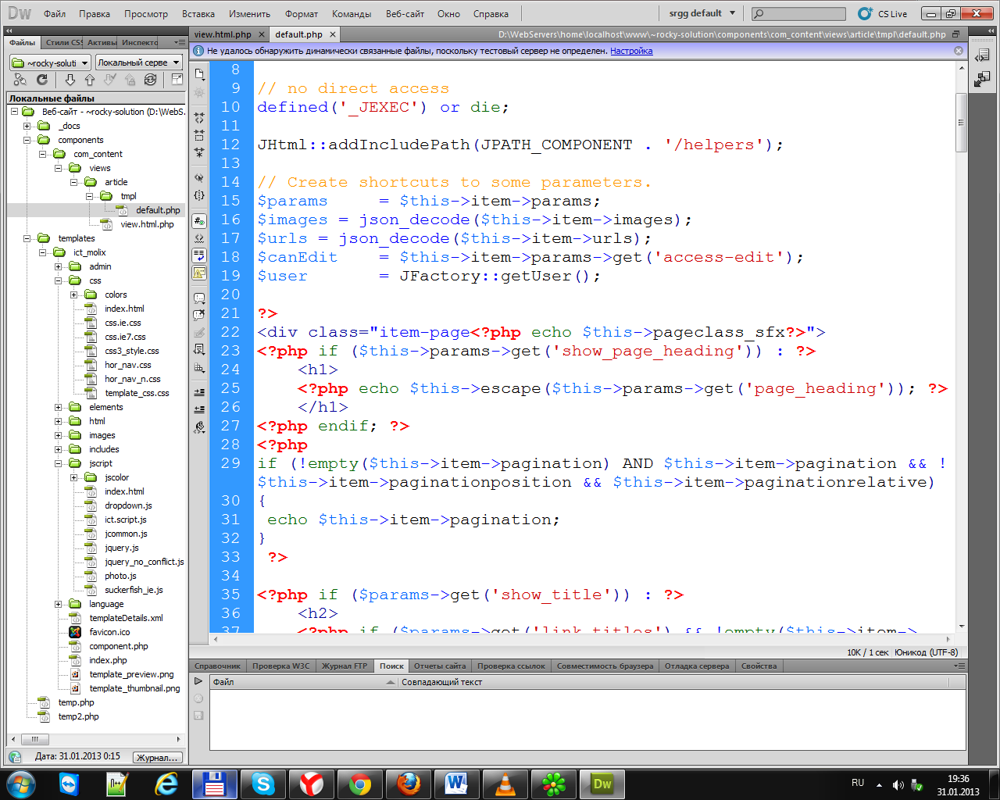 Dw Файл Правка Просмотр Вставка Изменить Формат Команды Веб-сайт Окно Справка srgg default CS Live
Файлы Стили CSS Активы Инспекто
view.html.php default.php D:\WebServers\home\localhost\www\~rocky-solution\components\com_content\views\article\tmpl\default.php
Не удалось обнаружить динамически связанные файлы, поскольку тестовый сервер не определен. Настройка
~rocky-soluti Локальный серве
Локальные файлы
Веб-сайт - ~rocky-solution (D:\WebS.
_docs
components
com_content
views
article
tmpl
default.php
view.html.php
templates
ict_molix
admin
css
colors
index.html
css.ie.css
css.ie7.css
css3_style.css
hor_nav.css
hor_nav_n.css
template_css.css
elements
html
images
includes
jscript
jscolor
index.html
dropdown.js
ict.script.js
jcommon.js
jquery.js
jquery_no_conflict.js
photo.js
suckerfish_ie.js
language
templateDetails.xml
favicon.ico
component.php
index.php
template_preview.png
template_thumbnail.png
temp.php
temp2.php
Дата: 31.01.2013 0:15 Журнал...
8
9 // no direct access
10 defined('_JEXEC') or die;
11
12 JHtml::addIncludePath(JPATH_COMPONENT . '/helpers');
13
14 // Create shortcuts to some parameters.
15 $params     = $this->item->params;
16 $images = json_decode($this->item->images);
17 $urls = json_decode($this->item->urls);
18 $canEdit    = $this->item->params->get('access-edit');
19 $user       = JFactory::getUser();
20
21 ?>
22 <div class="item-page<?php echo $this->pageclass_sfx?>">
23 <?php if ($this->params->get('show_page_heading')) : ?>
24     <h1>
25     <?php echo $this->escape($this->params->get('page_heading')); ?>
26     </h1>
27 <?php endif; ?>
28 <?php
29 if (!empty($this->item->pagination) AND $this->item->pagination && !
$this->item->paginationposition && $this->item->paginationrelative)
30 {
31  echo $this->item->pagination;
32 }
33  ?>
34
35 <?php if ($params->get('show_title')) : ?>
36     <h2>
37     <?php if ($params->get('link_titles') && !empty($this->item->
10K / 1 сек Юникод (UTF-8)
Справочник Проверка W3C Журнал FTP Поиск Отчеты сайта Проверка ссылок Совместимость браузера Отладка сервера Свойства
Файл Совпадающий текст
RU 19:36
31.01.2013